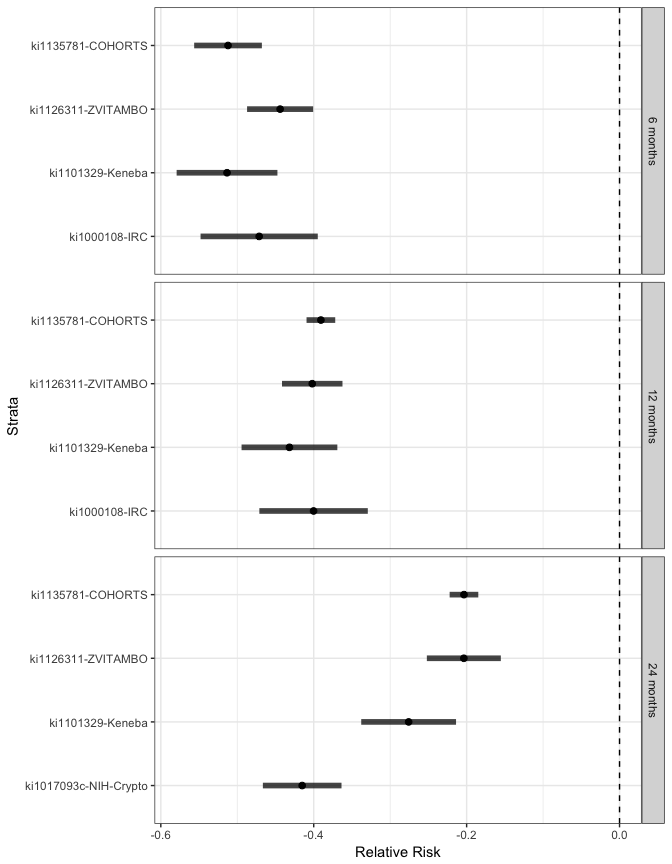 ki1135781-COHORTS
ki1126311-ZVITAMBO
ki1101329-Keneba
ki1000108-IRC
6 months
ki1135781-COHORTS
ki1126311-ZVITAMBO
ki1101329-Keneba
ki1000108-IRC
12 months
Strata
ki1135781-COHORTS
ki1126311-ZVITAMBO
ki1101329-Keneba
ki1017093c-NIH-Crypto
24 months
-0.6 -0.4 -0.2 0.0
Relative Risk